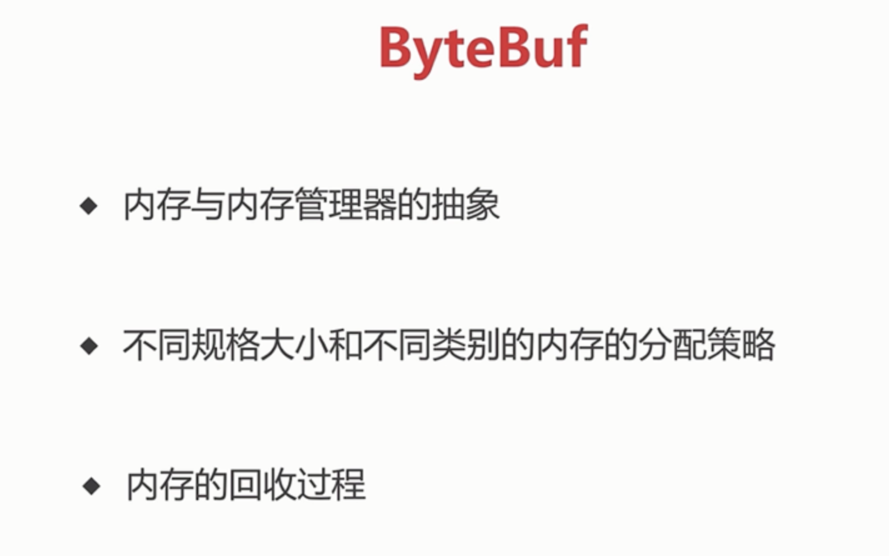 ByteBuf
◆ 内存与内存管理器的抽象
◆ 不同规格大小和不同类别的内存的分配策略
◆ 内存的回收过程